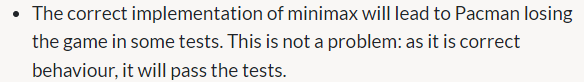 • The correct implementation of minimax will lead to Pacman losing
the game in some tests. This is not a problem: as it is correct
behaviour, it will pass the tests.